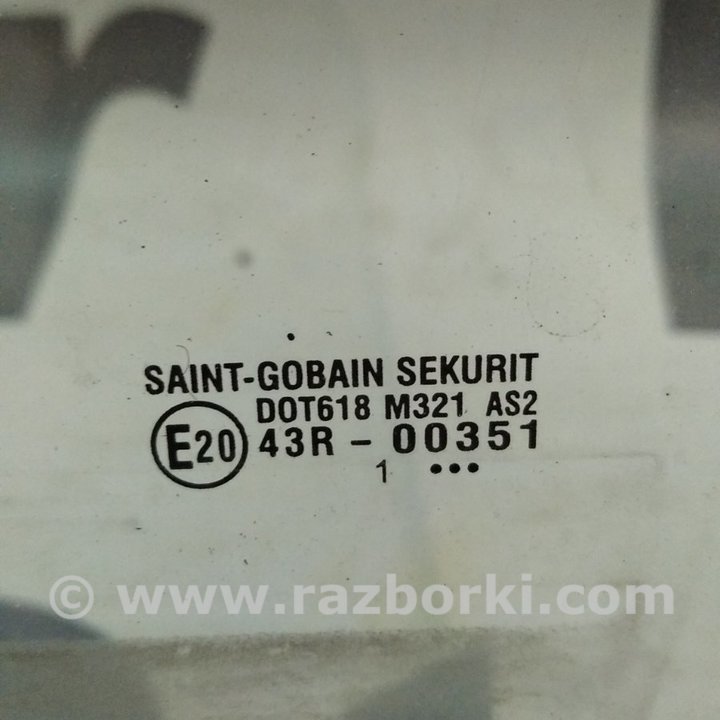 SAINT-GOBAIN SEKURIT
DOT618 M321 AS2
E20 43R - 00351
1 •••
© www.razborki.com